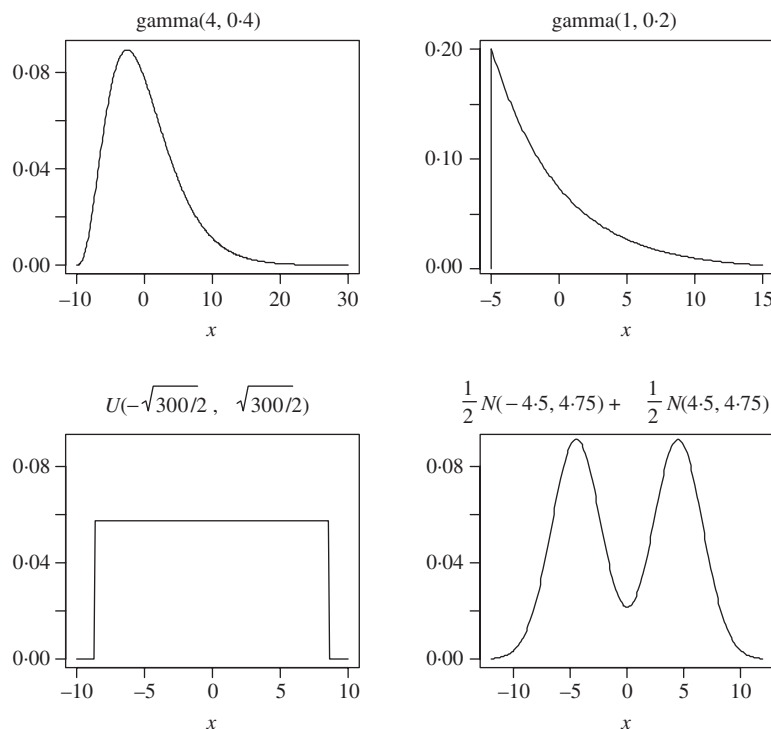 gamma(4, 0·4)
0·08
0·04
0·00
−10 0 10 20 30
x
gamma(1, 0·2)
0·20
0·10
0·00
−5 0 5 10 15
x
U(−√300/2 , √300/2)
0·08
0·04
0·00
−10 −5 0 5 10
x
1/2 N(−4·5, 4·75) + 1/2 N(4·5, 4·75)
0·08
0·04
0·00
−10 −5 0 5 10
x